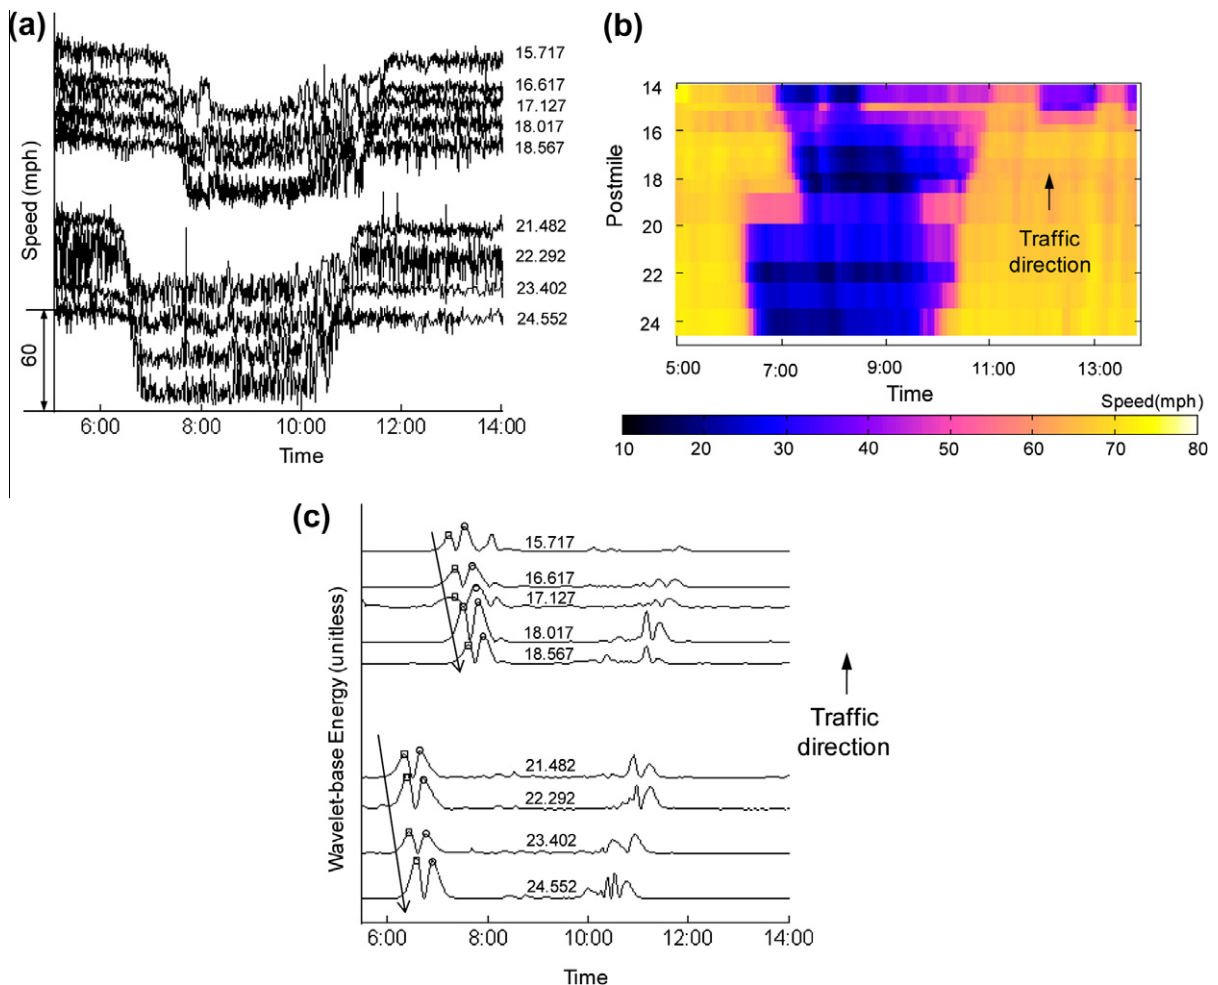 (a)
15.717
16.617
17.127
18.017
18.567
21.482
22.292
23.402
24.552
Speed (mph)
60
6:00 8:00 10:00 12:00 14:00
Time
(b)
14
16
18
20
22
24
Postmile
Traffic
direction
5:00 7:00 9:00 11:00 13:00
Time
Speed(mph)
10 20 30 40 50 60 70 80
(c)
15.717
16.617
17.127
18.017
18.567
21.482
22.292
23.402
24.552
Wavelet-base Energy (unitless)
Traffic
direction
6:00 8:00 10:00 12:00 14:00
Time